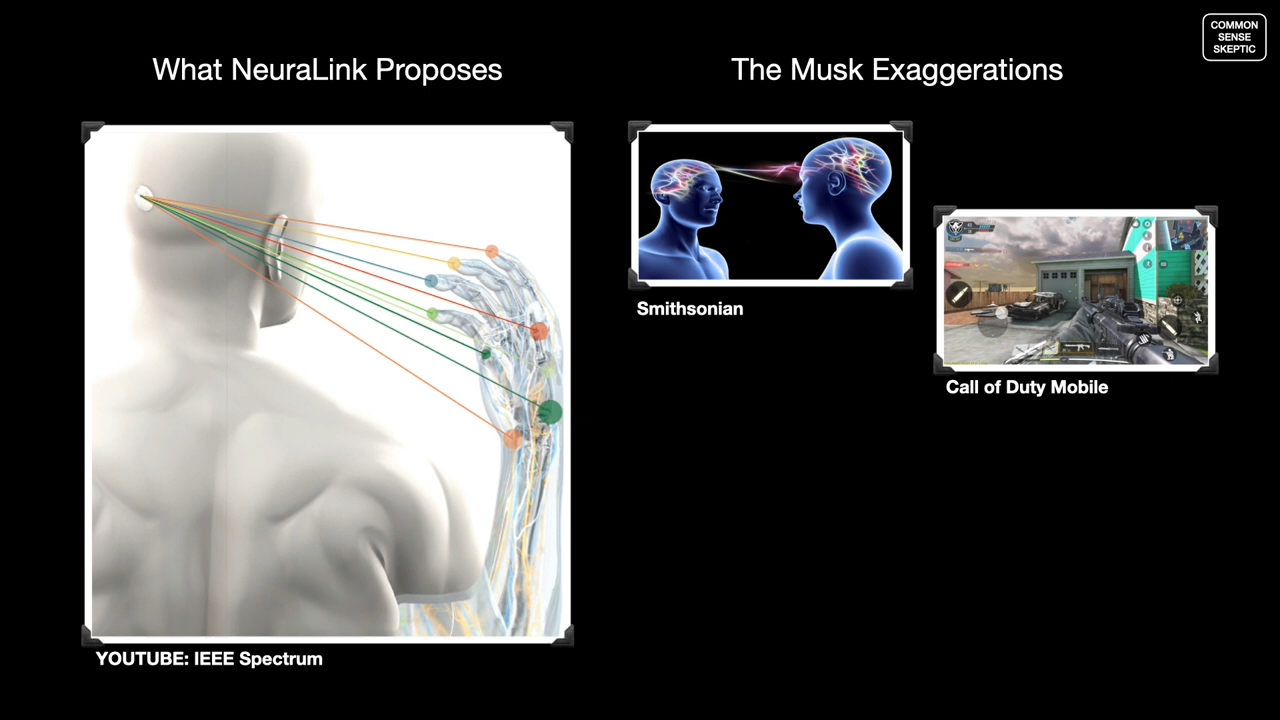 COMMON
SENSE
SKEPTIC
What NeuraLink Proposes
The Musk Exaggerations
Smithsonian
Call of Duty Mobile
YOUTUBE: IEEE Spectrum